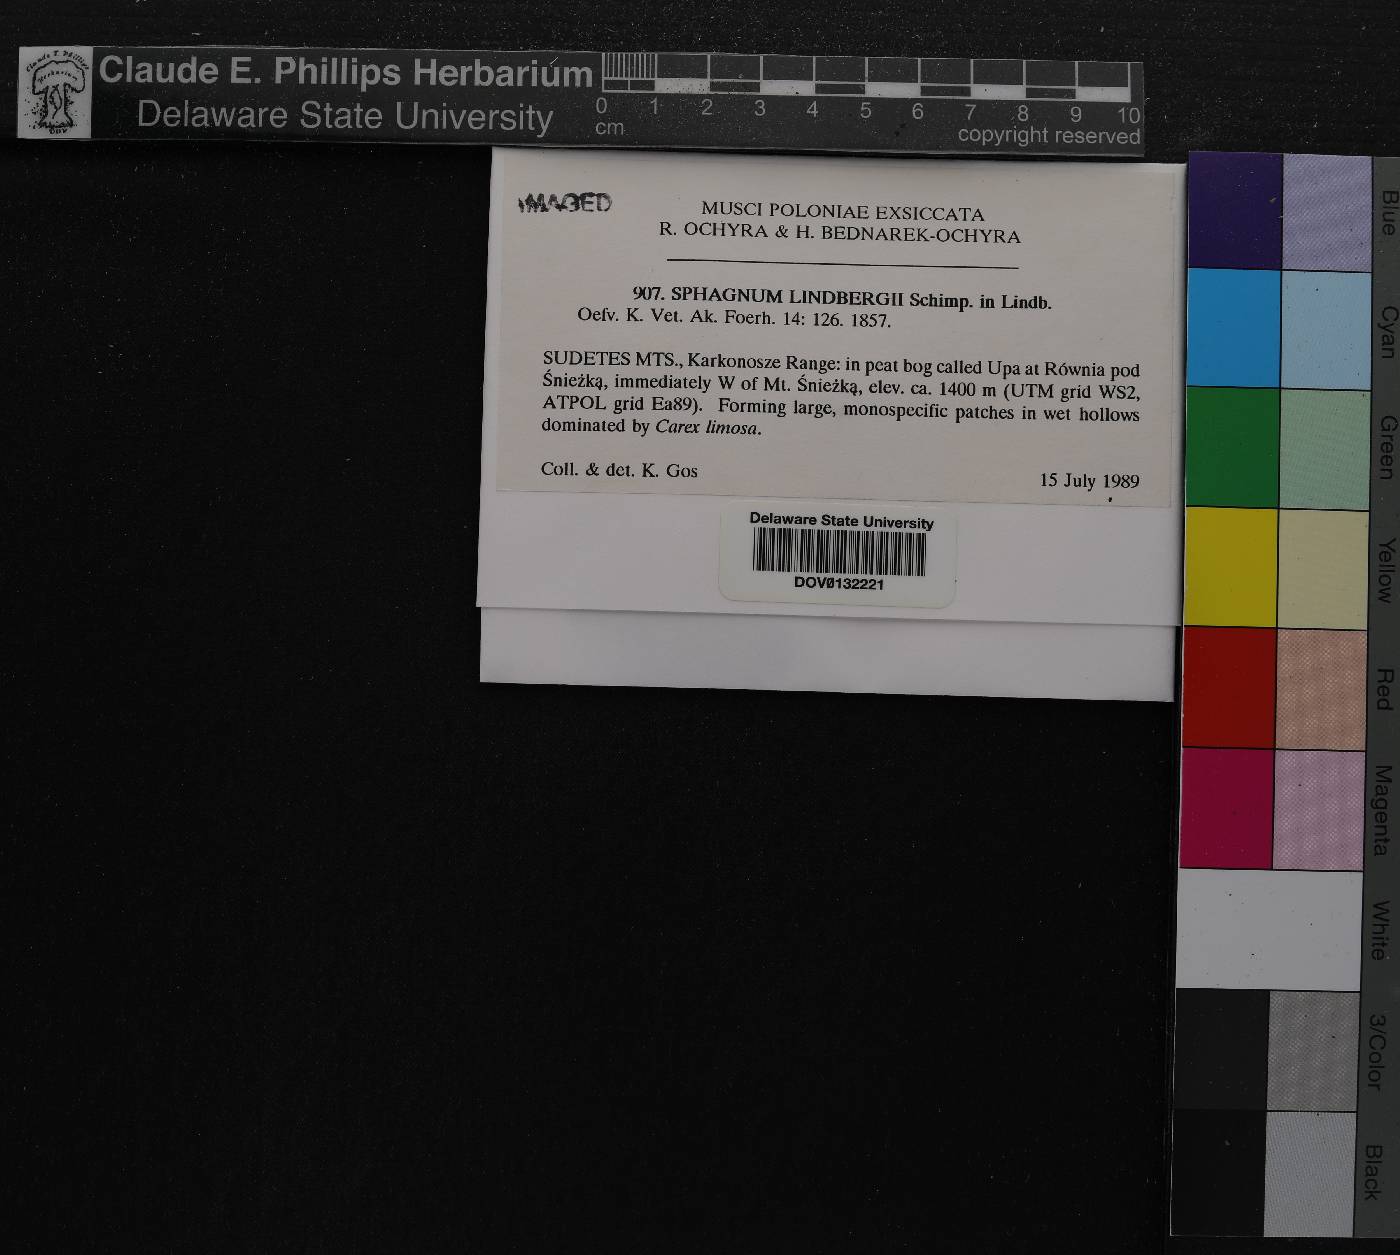 Claude E. Phillips Herbarium
Delaware State University
0 1 2 3 4 5 6 7 8 9 10
cm
copyright reserved
IMAGED
MUSCI POLONIAE EXSICCATA
R. OCHYRA & H. BEDNAREK-OCHYRA
907. SPHAGNUM LINDBERGII Schimp. in Lindb.
Oefv. K. Vet. Ak. Foerh. 14: 126. 1857.
SUDETES MTS., Karkonosze Range: in peat bog called Upa at Równia pod
Śnieżką, immediately W of Mt. Śnieżką, elev. ca. 1400 m (UTM grid WS2,
ATPOL grid Ea89). Forming large, monospecific patches in wet hollows
dominated by Carex limosa.
Coll. & det. K. Gos
15 July 1989
Delaware State University
DOV0132221
Blue
Cyan
Green
Yellow
Red
Magenta
White
3/Color
Black